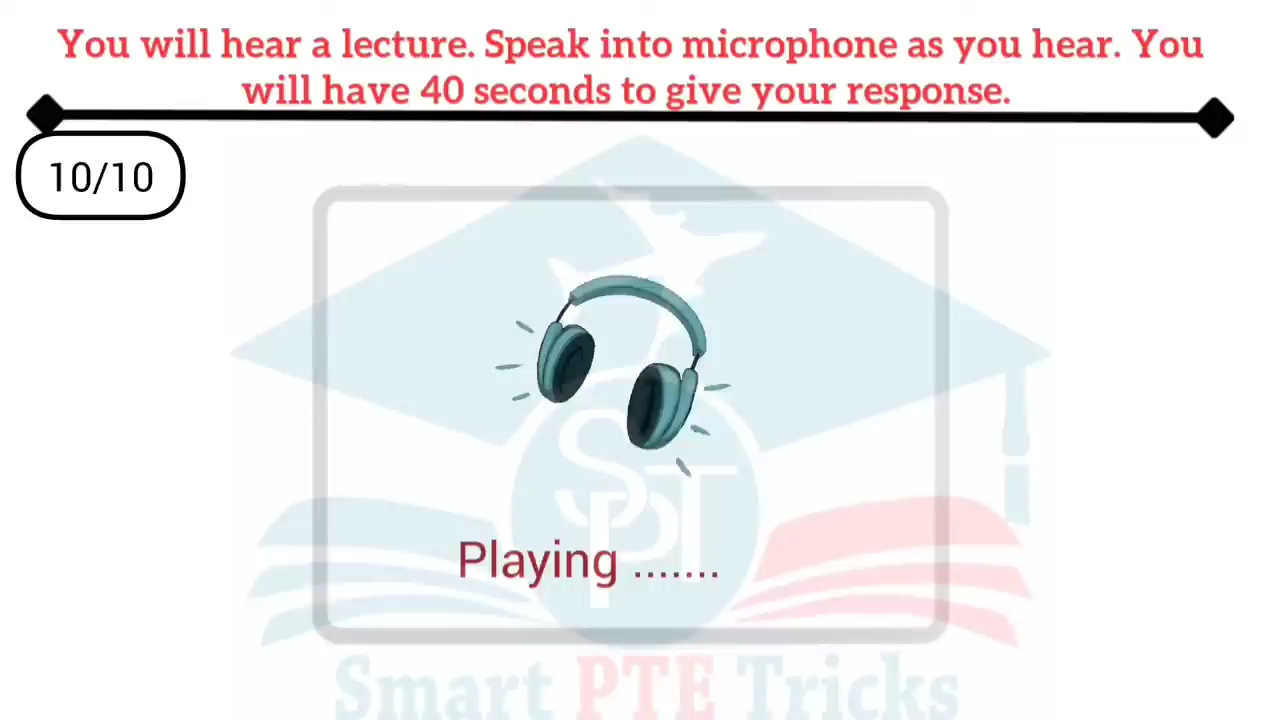 You will hear a lecture. Speak into microphone as you hear. You
will have 40 seconds to give your response.
10/10
SPT
Playing .......
Smart PTE Tricks